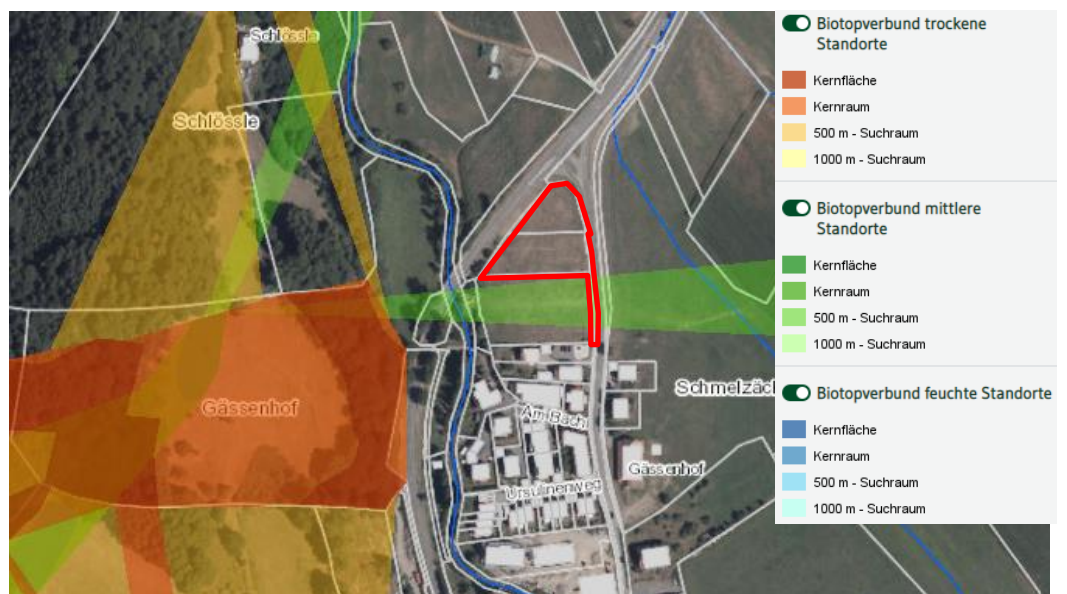 Schlössle
Schlössle
Gässenhof
Schmelzäcl
Am Bach
Gässenhof
Ursulinenweg
Biotopverbund trockene
Standorte
Kernfläche
Kernraum
500 m - Suchraum
1000 m - Suchraum
Biotopverbund mittlere
Standorte
Kernfläche
Kernraum
500 m - Suchraum
1000 m - Suchraum
Biotopverbund feuchte Standorte
Kernfläche
Kernraum
500 m - Suchraum
1000 m - Suchraum